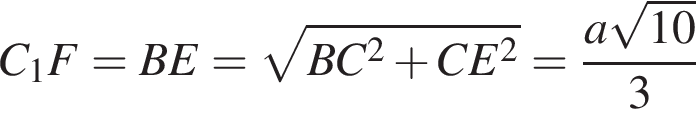 $C_1F = BE = \sqrt{BC^2 + CE^2} = \frac{a\sqrt{10}}{3}$